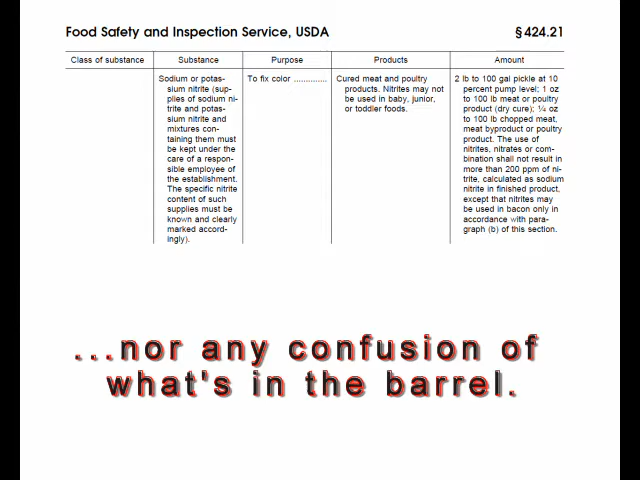 Food Safety and Inspection Service, USDA
§ 424.21
Class of substance
Substance
Purpose
Products
Amount
Sodium or potas-
sium nitrite (sup-
plies of sodium ni-
trite and potas-
sium nitrite and
mixtures con-
taining them must
be kept under the
care of a respon-
sible employee of
the establishment.
The specific nitrite
content of such
supplies must be
known and clearly
marked accord-
ingly).
To fix color ..............
Cured meat and poultry
products. Nitrites may not
be used in baby, junior,
or toddler foods.
2 lb to 100 gal pickle at 10
percent pump level; 1 oz
to 100 lb meat or poultry
product (dry cure); ¼ oz
to 100 lb chopped meat,
meat byproduct or poultry
product. The use of
nitrites, nitrates or com-
bination shall not result in
more than 200 ppm of ni-
trite, calculated as sodium
nitrite in finished product,
except that nitrites may
be used in bacon only in
accordance with para-
graph (b) of this section.
...nor any confusion of
what's in the barrel.